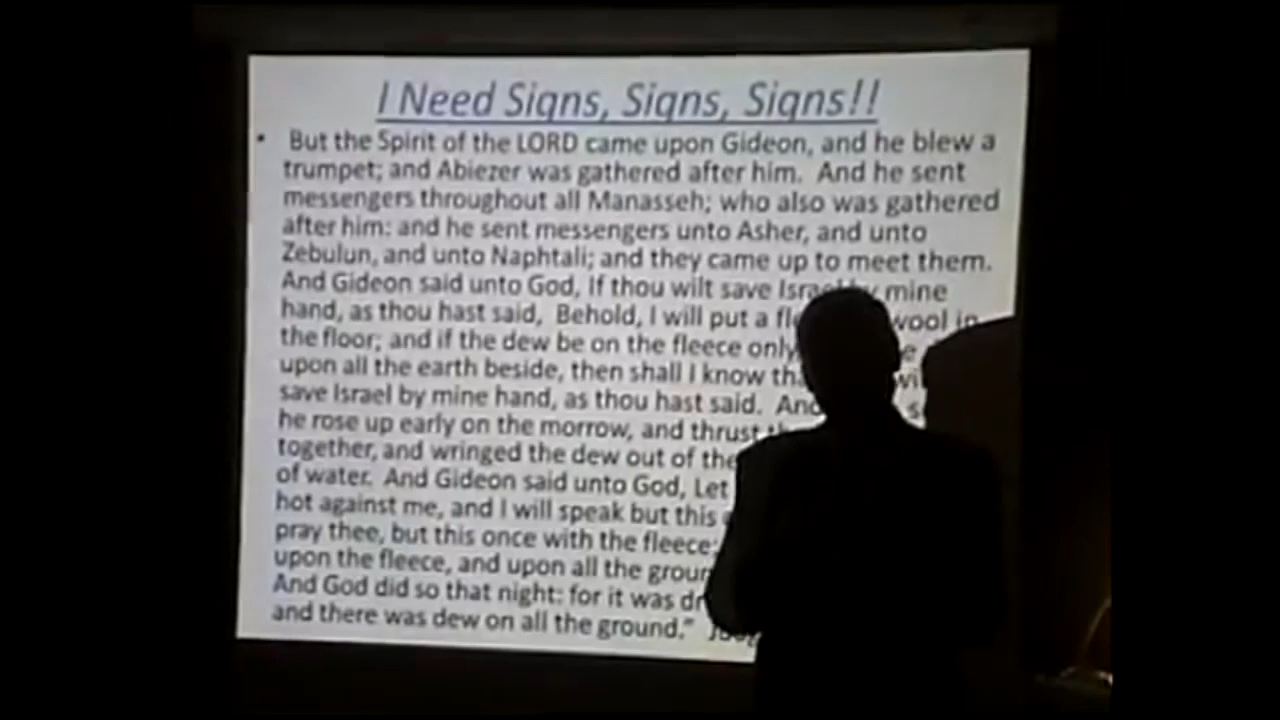 I Need Signs, Signs, Signs!!
• But the Spirit of the LORD came upon Gideon, and he blew a
trumpet; and Abiezer was gathered after him. And he sent
messengers throughout all Manasseh; who also was gathered
after him: and he sent messengers unto Asher, and unto
Zebulun, and unto Naphtali; and they came up to meet them.
And Gideon said unto God, If thou wilt save Israel by mine
hand, as thou hast said, Behold, I will put a wool in
the floor; and if the dew be on the fleece only
upon all the earth beside, then shall I know
save Israel by mine hand, as thou hast said. And
he rose up early on the morrow, and thrust
together, and wringed the dew out of the
of water. And Gideon said unto God, Let
hot against me, and I will speak but this
pray thee, but this once with the fleece;
upon the fleece, and upon all the
And God did so that night: for it was
and there was dew on all the ground."